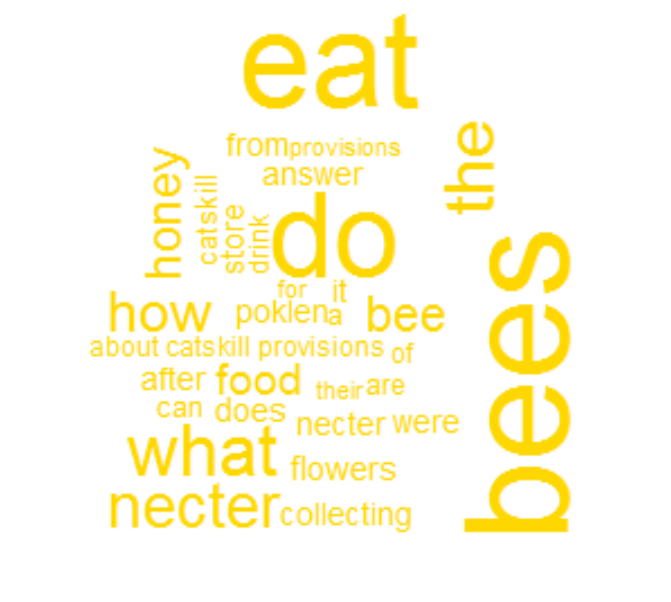 eat
from provisions
answer
the
honey
catskill
store
drink
do
bees
for it
how poklen a bee
about catskill provisions of
after food their are
can does necter were
what flowers
necter collecting